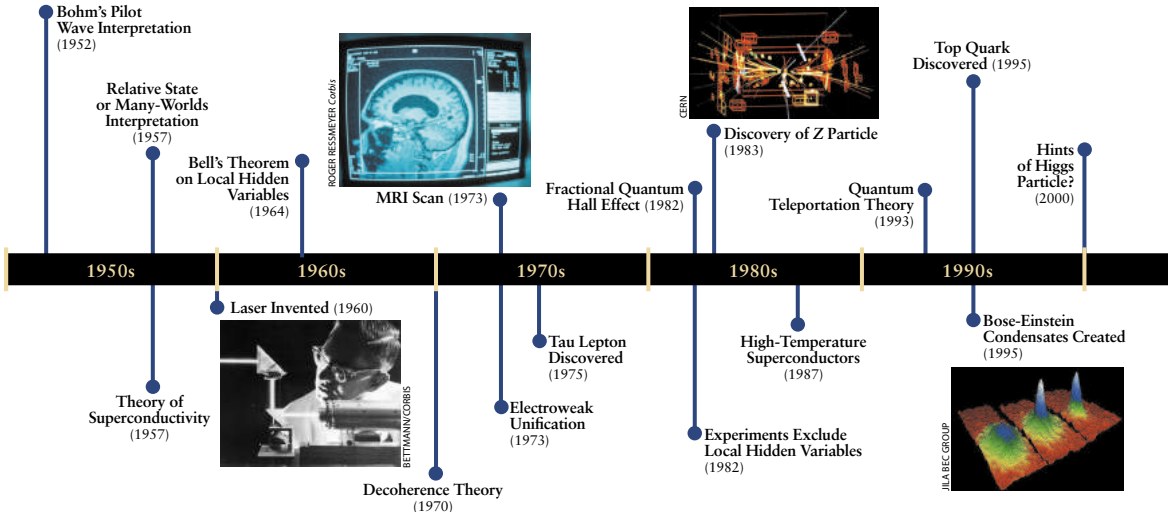 Bohm's Pilot
Wave Interpretation
(1952)
Relative State
or Many-Worlds
Interpretation
(1957)
Bell's Theorem
on Local Hidden
Variables
(1964)
ROGER RESSMEYER Corbis
MRI Scan (1973)
Fractional Quantum
Hall Effect (1982)
CERN
Discovery of Z Particle
(1983)
Quantum
Teleportation Theory
(1993)
Top Quark
Discovered (1995)
Hints
of Higgs
Particle?
(2000)
1950s
1960s
1970s
1980s
1990s
Theory of
Superconductivity
(1957)
Laser Invented (1960)
BETTMANN/CORBIS
Decoherence Theory
(1970)
Electroweak
Unification
(1973)
Tau Lepton
Discovered
(1975)
Experiments Exclude
Local Hidden Variables
(1982)
High-Temperature
Superconductors
(1987)
Bose-Einstein
Condensates Created
(1995)
JILA BEC GROUP